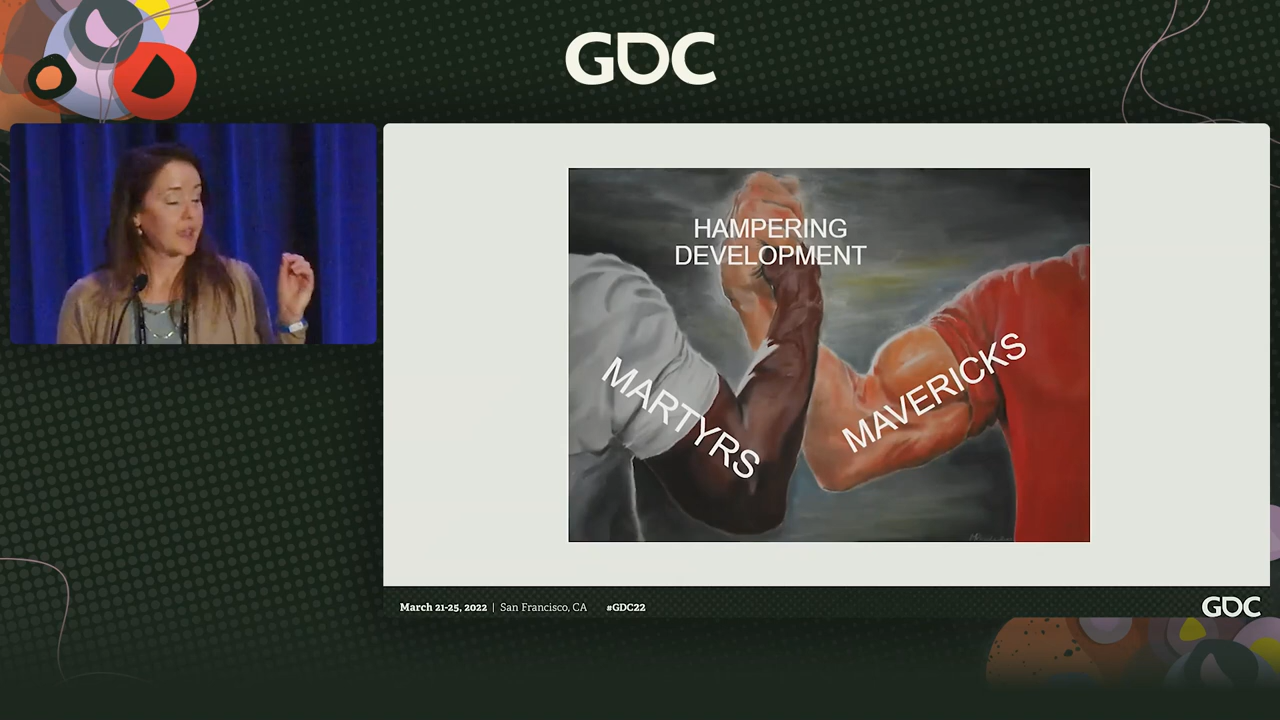 GDC
HAMPERING
DEVELOPMENT
MARTYRS
MAVERICKS
March 21-25, 2022 | San Francisco, CA #GDC22
GDC